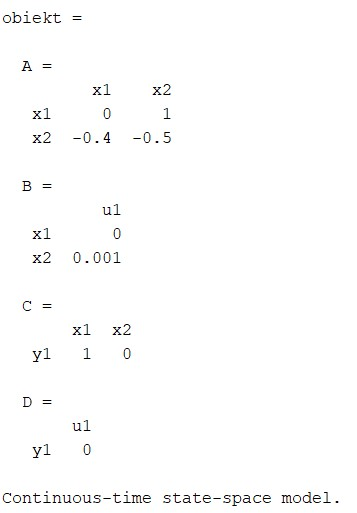 obiekt =
A =
x1 x2
x1 0 1
x2 -0.4 -0.5
B =
u1
x1 0
x2 0.001
C =
x1 x2
y1 1 0
D =
u1
y1 0
Continuous-time state-space model.